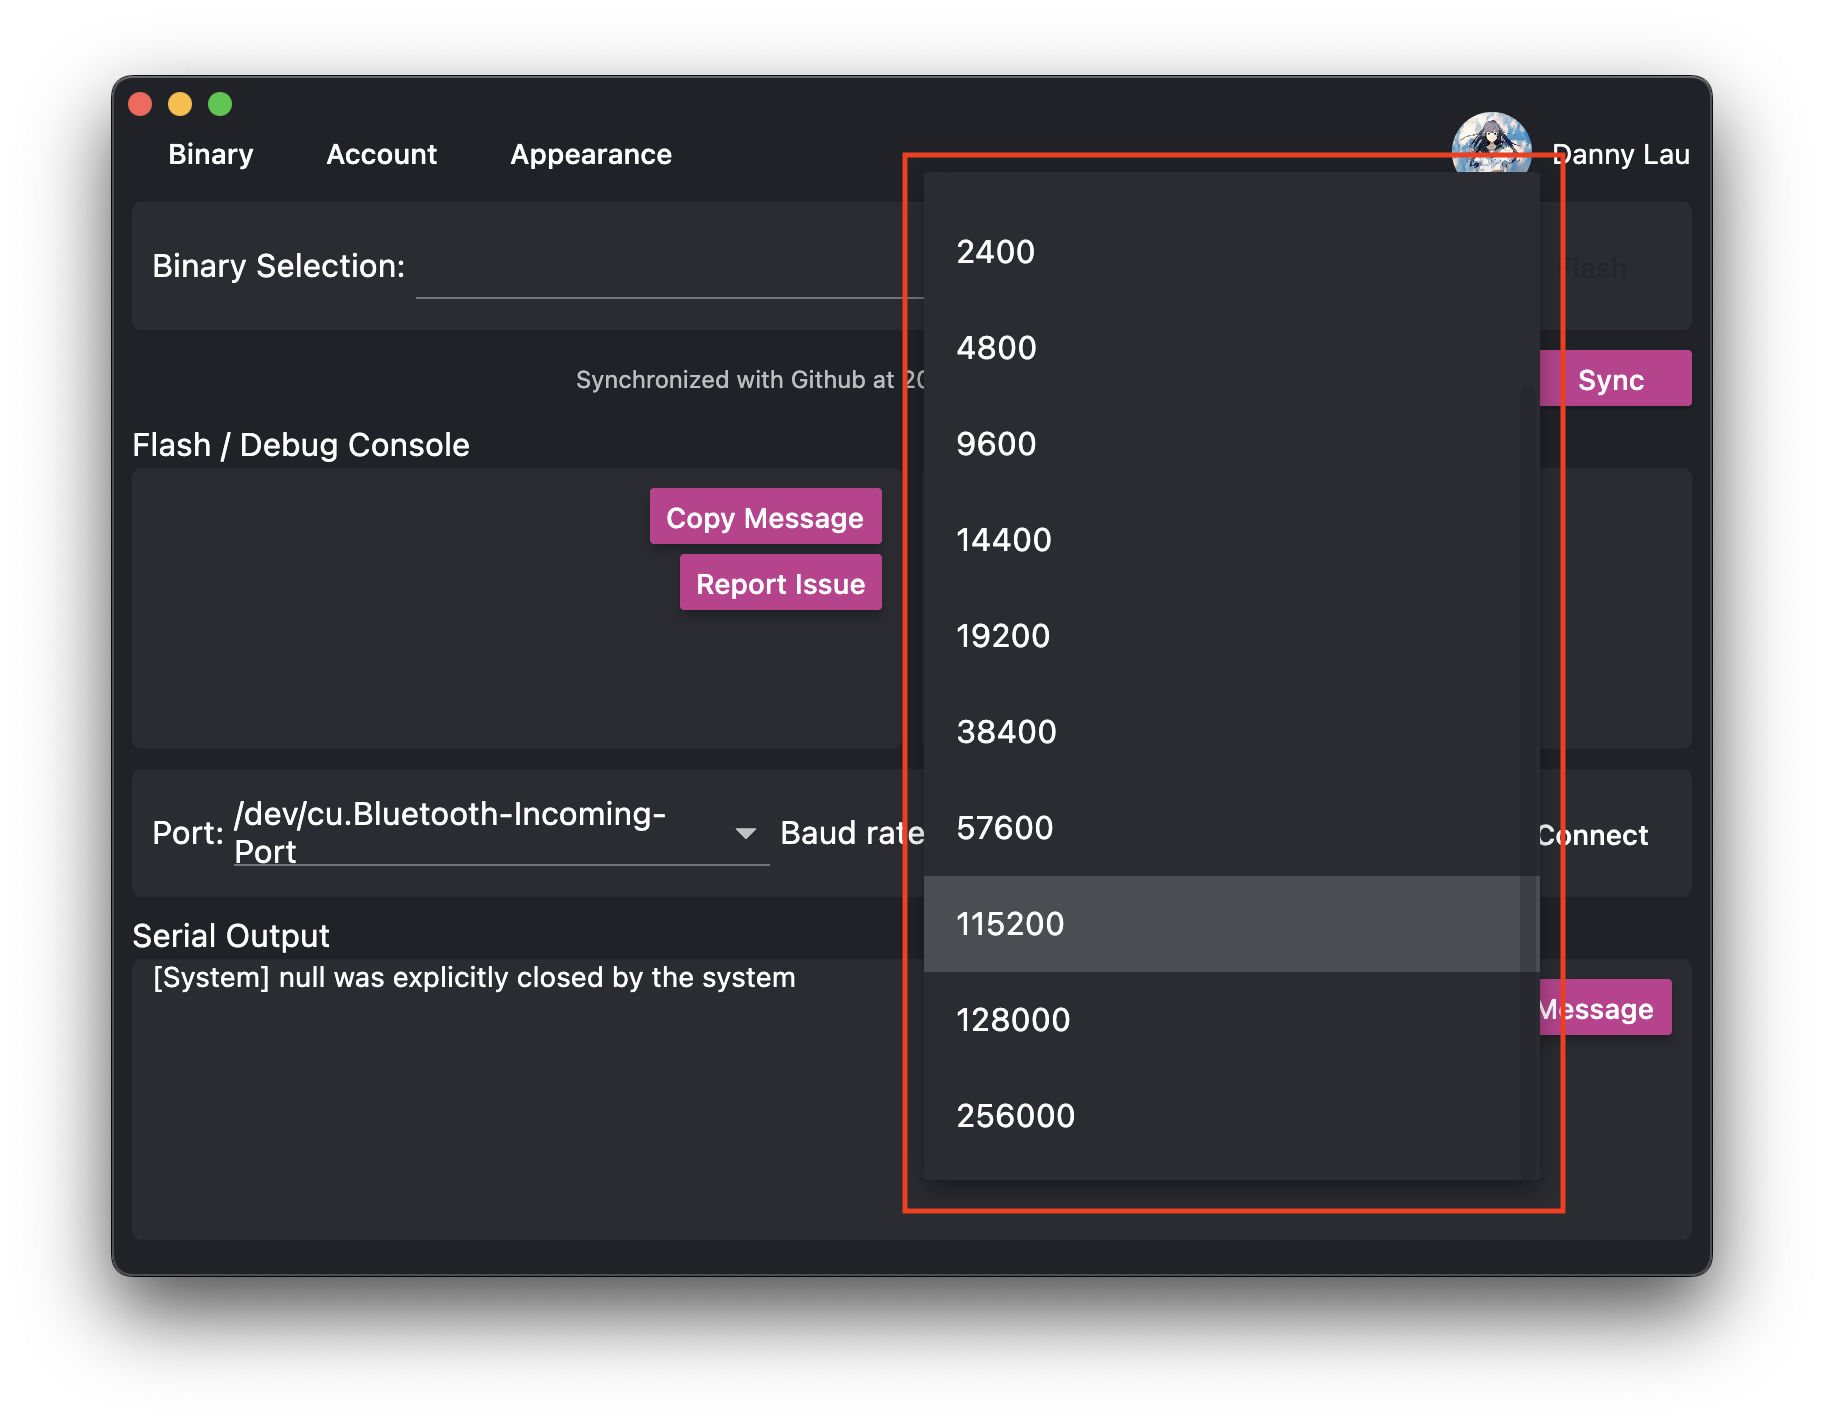 Binary Account Appearance Danny Lau
Binary Selection:
Flash
Synchronized with Github at 20
Sync
Flash / Debug Console
Copy Message
Report Issue
2400
4800
9600
14400
19200
38400
57600
115200
128000
256000
Port: /dev/cu.Bluetooth-Incoming-
Port
Baud rate
Connect
Serial Output
[System] null was explicitly closed by the system
Message